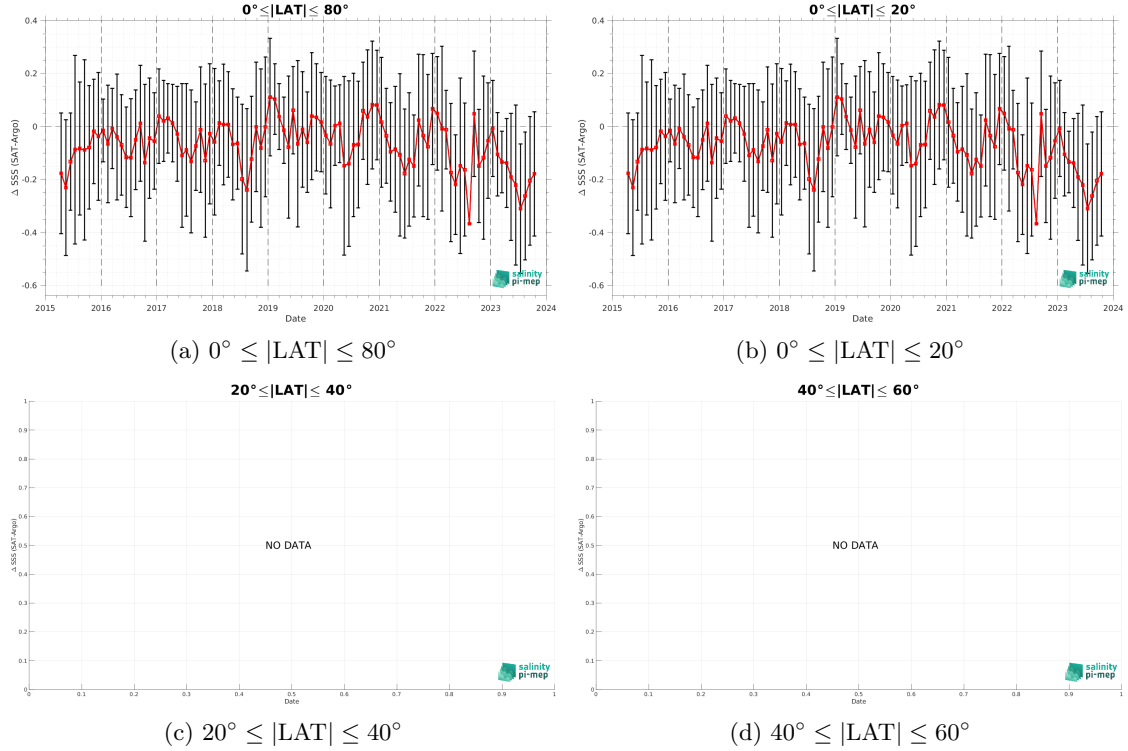 0°≤|LAT|≤ 80°
Δ SSS (SAT-Argo)
0.4
0.2
0
-0.2
-0.4
-0.6
2015 2016 2017 2018 2019 2020 2021 2022 2023 2024
Date
salinity
pi-mep
(a) 0° ≤ |LAT| ≤ 80°
0°≤|LAT|≤ 20°
Δ SSS (SAT-Argo)
0.4
0.2
0
-0.2
-0.4
-0.6
2015 2016 2017 2018 2019 2020 2021 2022 2023 2024
Date
salinity
pi-mep
(b) 0° ≤ |LAT| ≤ 20°
20°≤|LAT|≤ 40°
Δ SSS (SAT-Argo)
1
0.9
0.8
0.7
0.6
0.5
0.4
0.3
0.2
0.1
0
NO DATA
0 0.1 0.2 0.3 0.4 0.5 0.6 0.7 0.8 0.9 1
Date
salinity
pi-mep
(c) 20° ≤ |LAT| ≤ 40°
40°≤|LAT|≤ 60°
Δ SSS (SAT-Argo)
1
0.9
0.8
0.7
0.6
0.5
0.4
0.3
0.2
0.1
0
NO DATA
0 0.1 0.2 0.3 0.4 0.5 0.6 0.7 0.8 0.9 1
Date
salinity
pi-mep
(d) 40° ≤ |LAT| ≤ 60°